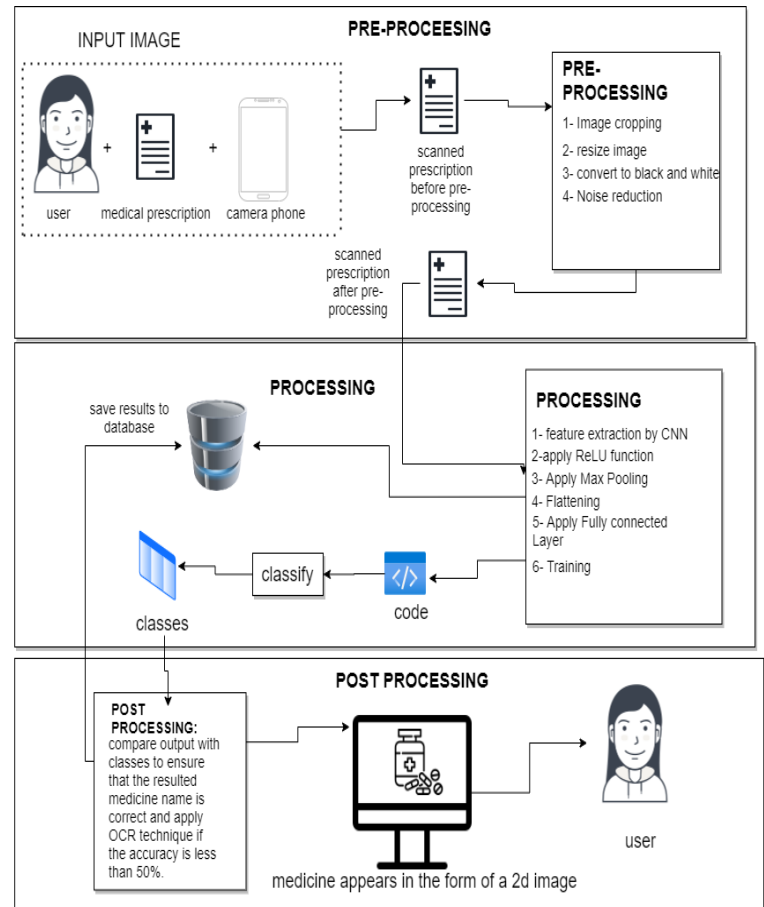 PRE-PROCEESING
INPUT IMAGE
+
+
user
medical prescription
camera phone
scanned
prescription
before pre-
processing
PRE-
PROCESSING
1- Image cropping
2- resize image
3- convert to black and white
4- Noise reduction
scanned
prescription
after pre-
processing
PROCESSING
save results to
database
PROCESSING
1- feature extraction by CNN
2-apply ReLU function
3- Apply Max Pooling
4- Flattening
5- Apply Fully connected
Layer
6- Training
classify
</>
code
classes
POST PROCESSING
POST
PROCESSING:
compare output with
classes to ensure
that the resulted
medicine name is
correct and apply
OCR technique if
the accuracy is less
than 50%.
medicine appears in the form of a 2d image
user